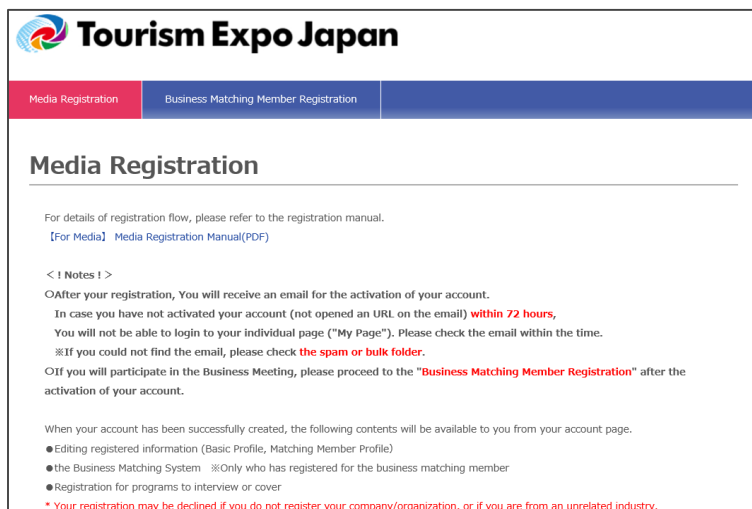 Tourism Expo Japan
Media Registration
Business Matching Member Registration
Media Registration
For details of registration flow, please refer to the registration manual.
【For Media】 Media Registration Manual(PDF)
＜！Notes！＞
○After your registration, You will receive an email for the activation of your account.
In case you have not activated your account (not opened an URL on the email) within 72 hours,
You will not be able to login to your individual page ("My Page"). Please check the email within the time.
※If you could not find the email, please check the spam or bulk folder.
○If you will participate in the Business Meeting, please proceed to the "Business Matching Member Registration" after the
activation of your account.
When your account has been successfully created, the following contents will be available to you from your account page.
●Editing registered information (Basic Profile, Matching Member Profile）
●the Business Matching System ※Only who has registered for the business matching member
●Registration for programs to interview or cover
* Your registration may be declined if you do not register your company/organization, or if you are from an unrelated industry.